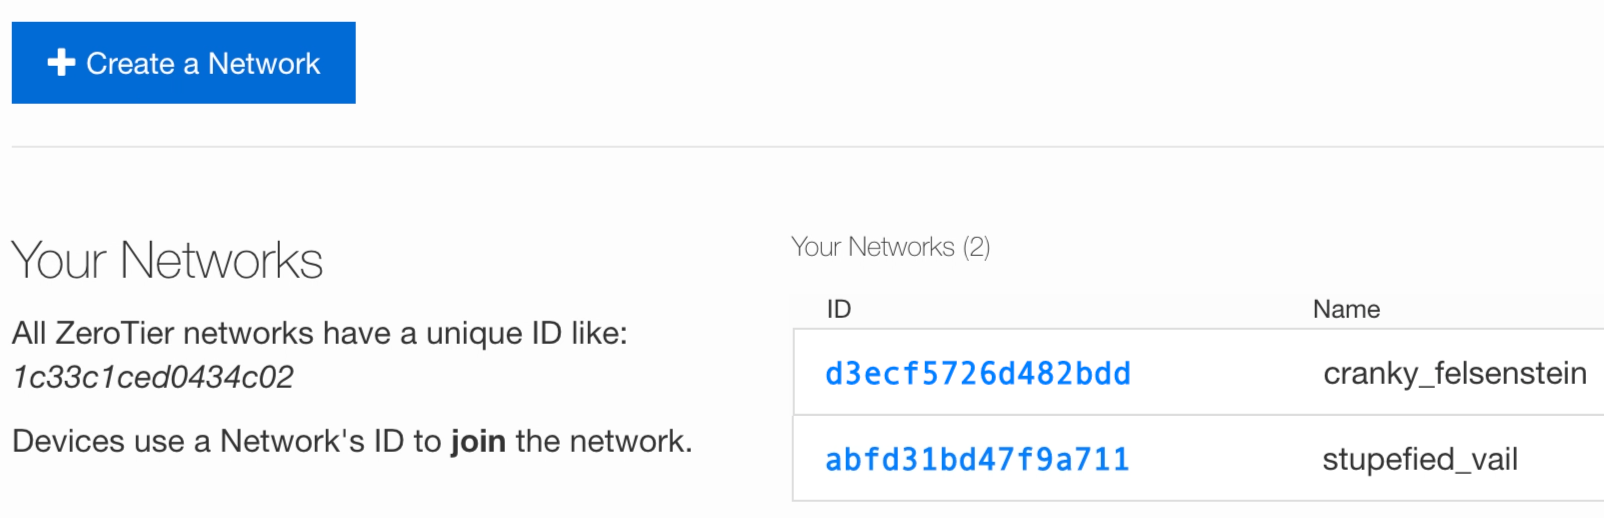 Create a Network
Your Networks
All ZeroTier networks have a unique ID like:
1c33c1ced0434c02
Devices use a Network's ID to join the network.
Your Networks (2)
ID Name
d3ecf5726d482bdd cranky_felsenstein
abfd31bd47f9a711 stupefied_vail